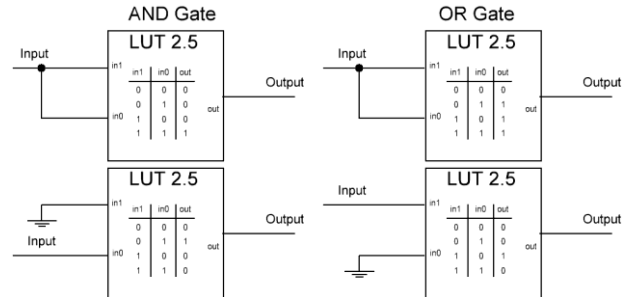 AND Gate
OR Gate
LUT 2.5
Input
in1
in1 in0 out
0 0 0
0 1 0
0 0 0
1 1 1
in0
out
Output
LUT 2.5
Input
in1
in1 in0 out
0 0 0
0 1 1
0 0 1
1 1 1
in0
out
Output
LUT 2.5
in1
in1 in0 out
0 0 0
0 1 1
0 0 1
1 1 0
Input
in0
out
Output
LUT 2.5
Input
in1
in1 in0 out
0 0 0
0 1 0
0 0 1
1 1 0
in0
out
Output